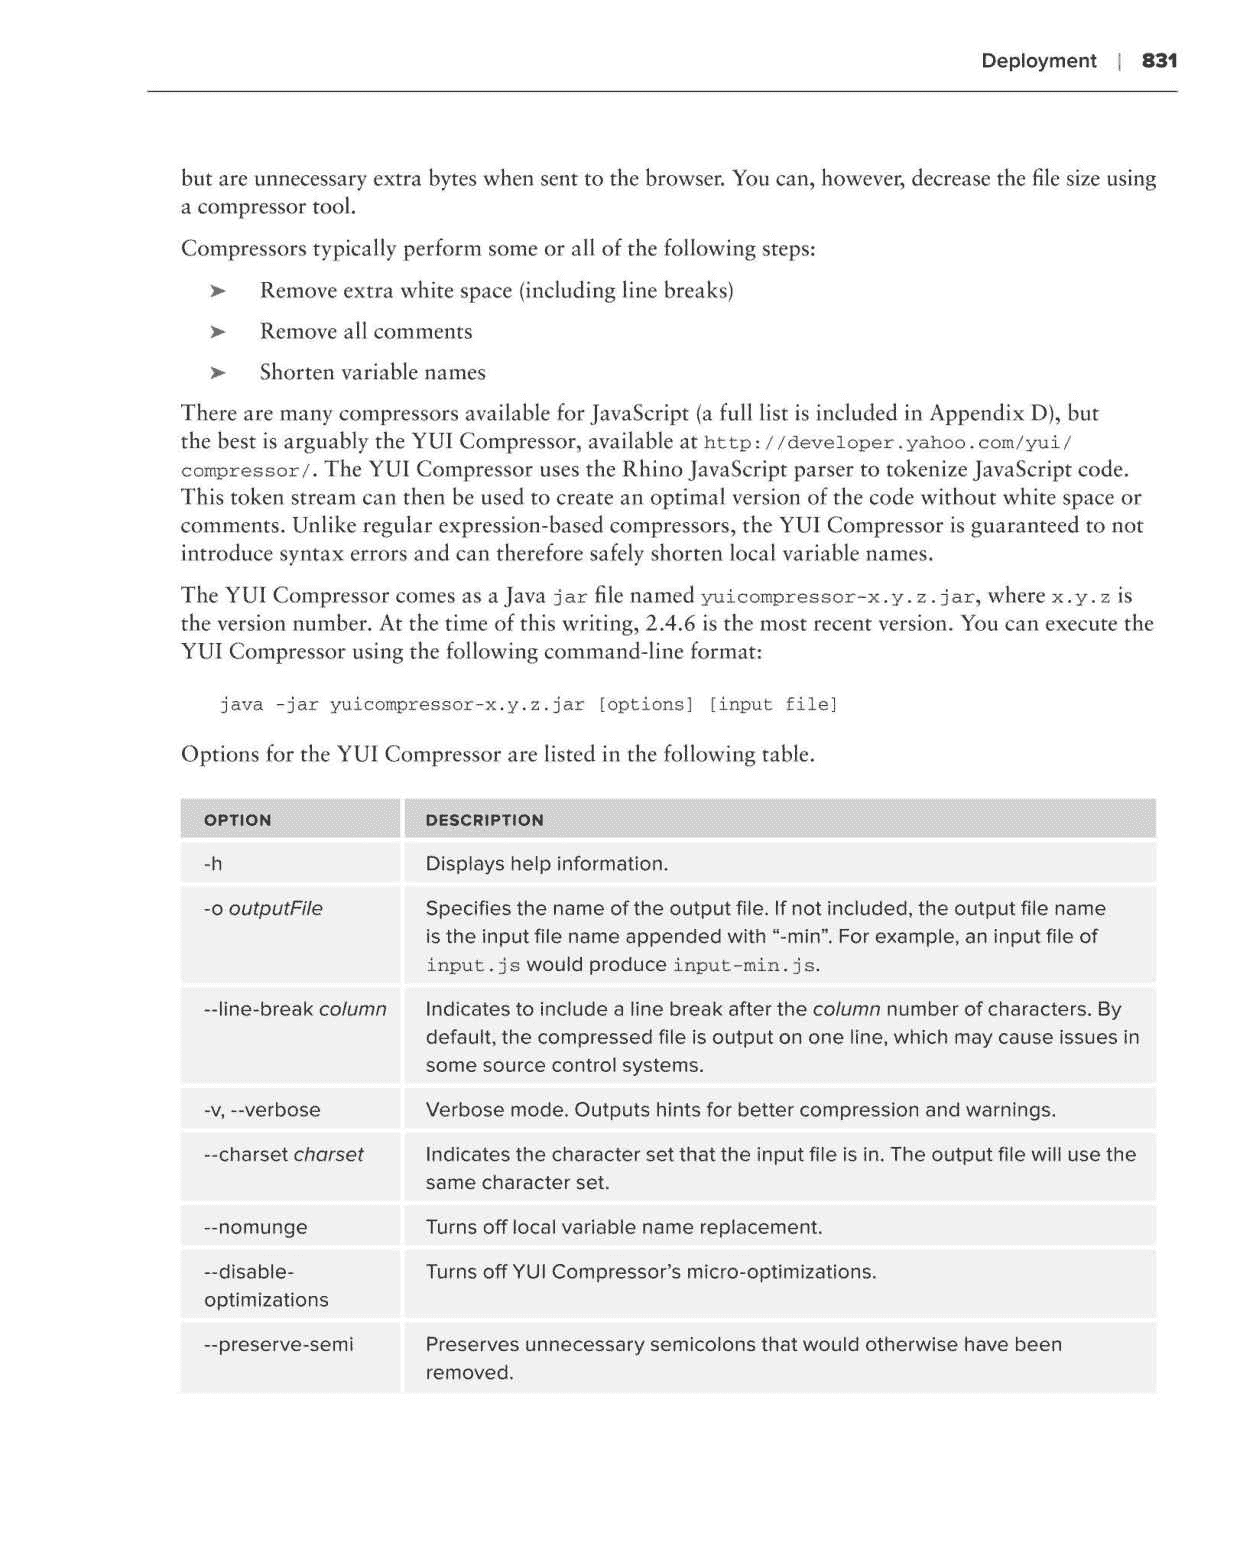 Deployment | 831
but are unnecessary extra bytes when sent to the browser. You can, however, decrease the file size using
a compressor tool.
Compressors typically perform some or all of the following steps:
➤ Remove extra white space (including line breaks)
➤ Remove all comments
➤ Shorten variable names
There are many compressors available for JavaScript (a full list is included in Appendix D), but
the best is arguably the YUI Compressor, available at http://developer.yahoo.com/yui/
compressor/. The YUI Compressor uses the Rhino JavaScript parser to tokenize JavaScript code.
This token stream can then be used to create an optimal version of the code without white space or
comments. Unlike regular expression-based compressors, the YUI Compressor is guaranteed to not
introduce syntax errors and can therefore safely shorten local variable names.
The YUI Compressor comes as a Java jar file named yuicompressor-x.y.z.jar, where x.y.z is
the version number. At the time of this writing, 2.4.6 is the most recent version. You can execute the
YUI Compressor using the following command-line format:
java -jar yuicompressor-x.y.z.jar [options] [input file]
Options for the YUI Compressor are listed in the following table.
OPTION DESCRIPTION
-h Displays help information.
-o outputFile Specifies the name of the output file. If not included, the output file name
is the input file name appended with “-min”. For example, an input file of
input.js would produce input-min.js.
--line-break column Indicates to include a line break after the column number of characters. By
default, the compressed file is output on one line, which may cause issues in
some source control systems.
-v, --verbose Verbose mode. Outputs hints for better compression and warnings.
--charset charset Indicates the character set that the input file is in. The output file will use the
same character set.
--nomunge Turns off local variable name replacement.
--disable- Turns off YUI Compressor’s micro-optimizations.
optimizations
--preserve-semi Preserves unnecessary semicolons that would otherwise have been
removed.